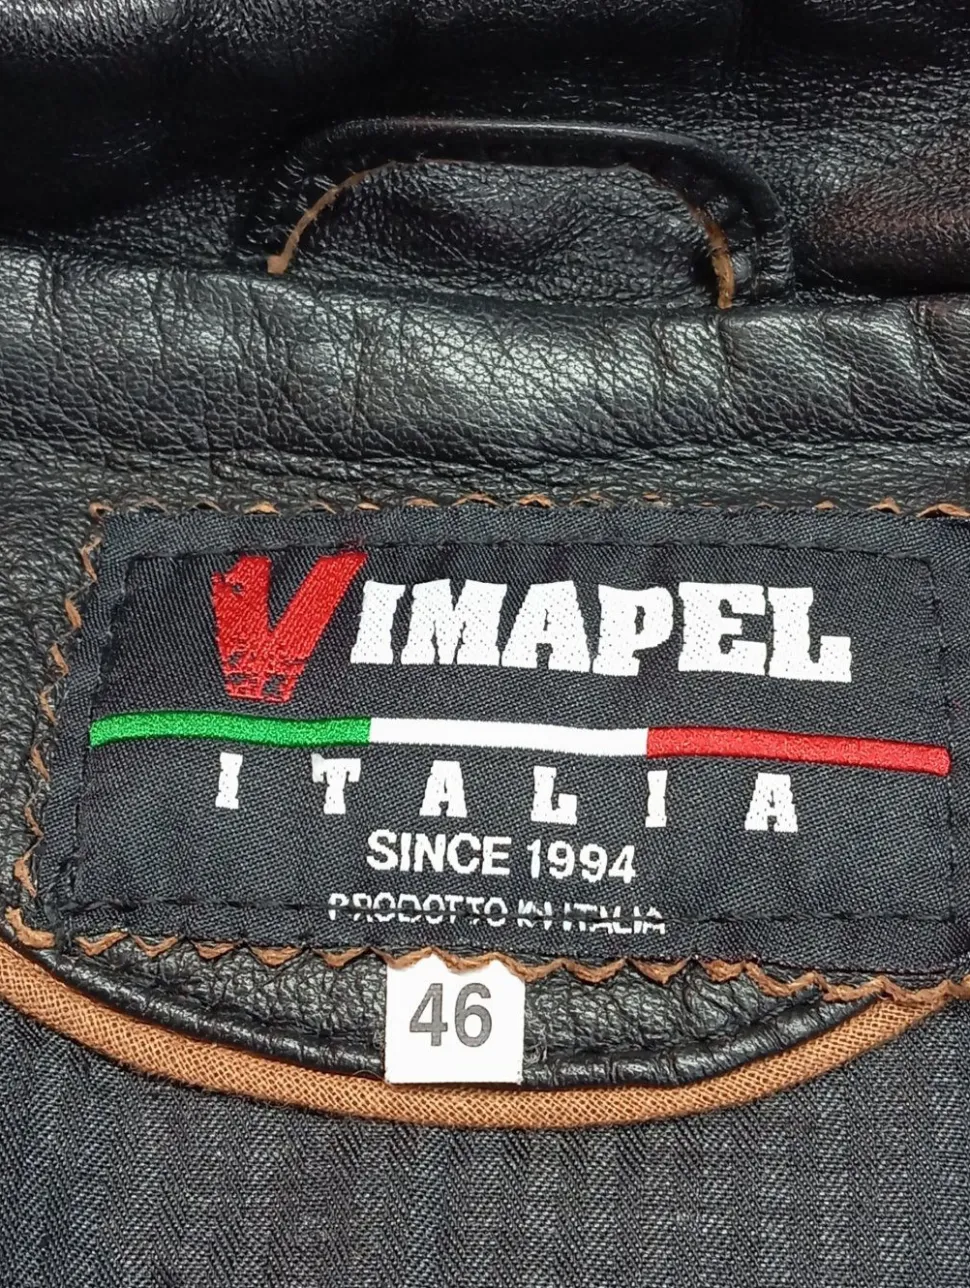 VIMAPEL
ITALIA
SINCE 1994
PRODOTTO IN ITALIA
46